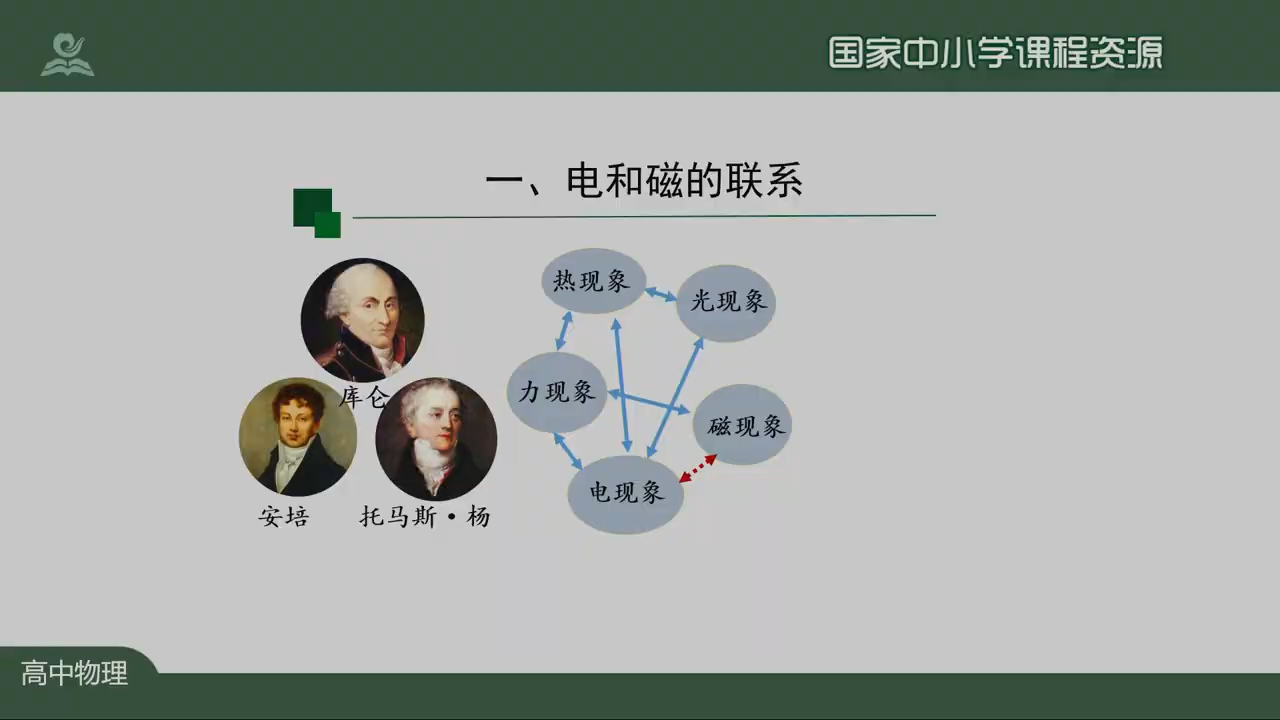 国家中小学课程资源
一、电和磁的联系
热现象
光现象
力现象
库仑
磁现象
电现象
安培
托马斯·杨
高中物理